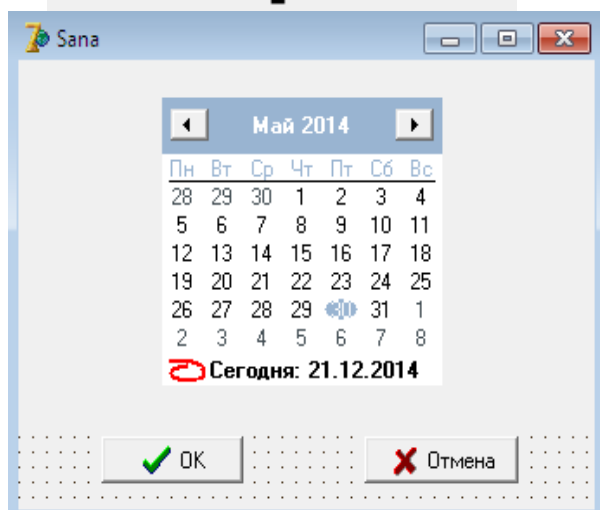 Sana
Май 2014
Пн Вт Ср Чт Пт Сб Вс
28 29 30 1 2 3 4
5 6 7 8 9 10 11
12 13 14 15 16 17 18
19 20 21 22 23 24 25
26 27 28 29 30 31 1
2 3 4 5 6 7 8
Сегодня: 21.12.2014
OK Отмена